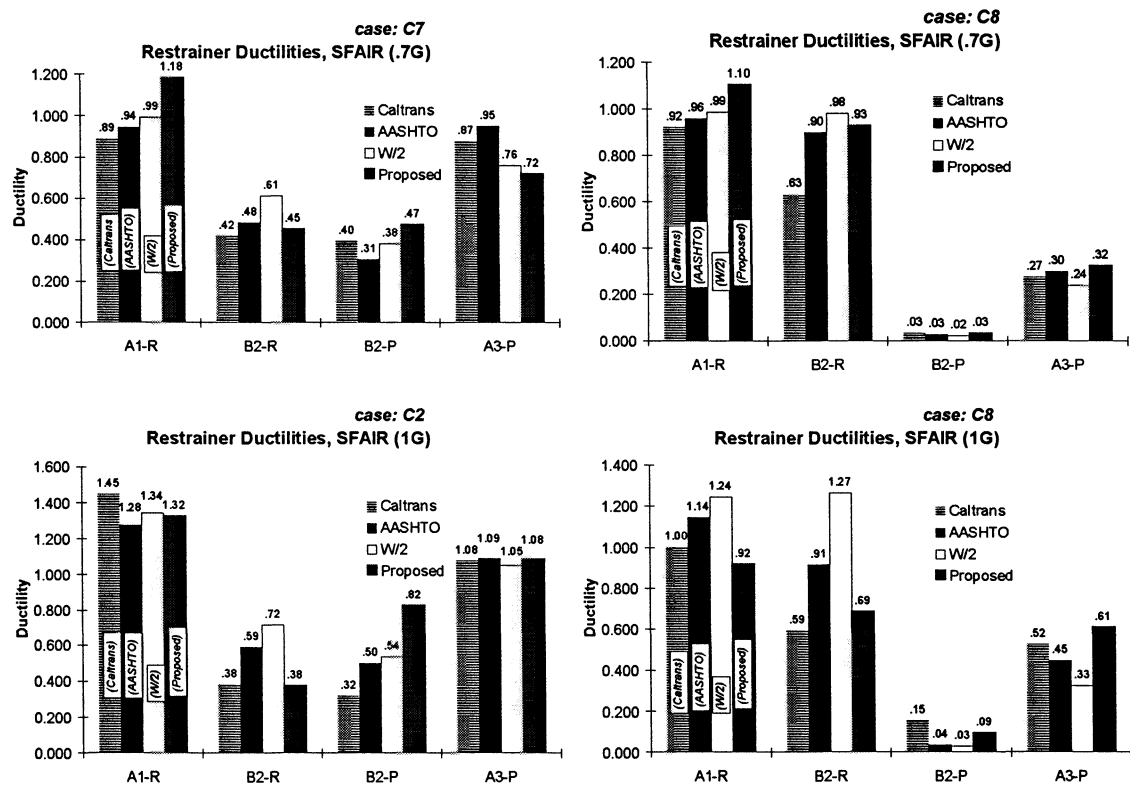 case: C7
Restrainer Ductilities, SFAIR (.7G)
Ductility
1.200
1.000
0.800
0.600
0.400
0.200
0.000
.89
.94
.99
1.18
.42
.48
.61
.45
.40
.31
.38
.47
.87
.95
.76
.72
(Caltrans)
(AASHTO)
(W/2)
(Proposed)
Caltrans
AASHTO
W/2
Proposed
A1-R
B2-R
B2-P
A3-P
case: C8
Restrainer Ductilities, SFAIR (.7G)
Ductility
1.200
1.000
0.800
0.600
0.400
0.200
0.000
.92
.96
.99
1.10
.63
.90
.98
.93
.03
.03
.02
.03
.27
.30
.24
.32
(Caltrans)
(AASHTO)
(W/2)
(Proposed)
Caltrans
AASHTO
W/2
Proposed
A1-R
B2-R
B2-P
A3-P
case: C2
Restrainer Ductilities, SFAIR (1G)
Ductility
1.600
1.400
1.200
1.000
0.800
0.600
0.400
0.200
0.000
1.45
1.28
1.34
1.32
.38
.59
.72
.38
.32
.50
.54
.82
1.08
1.09
1.05
1.08
(Caltrans)
(AASHTO)
(W/2)
(Proposed)
Caltrans
AASHTO
W/2
Proposed
A1-R
B2-R
B2-P
A3-P
case: C8
Restrainer Ductilities, SFAIR (1G)
Ductility
1.400
1.200
1.000
0.800
0.600
0.400
0.200
0.000
1.00
1.14
1.24
.92
.59
.91
1.27
.69
.15
.04
.03
.09
.52
.45
.33
.61
(Caltrans)
(AASHTO)
(W/2)
(Proposed)
Caltrans
AASHTO
W/2
Proposed
A1-R
B2-R
B2-P
A3-P